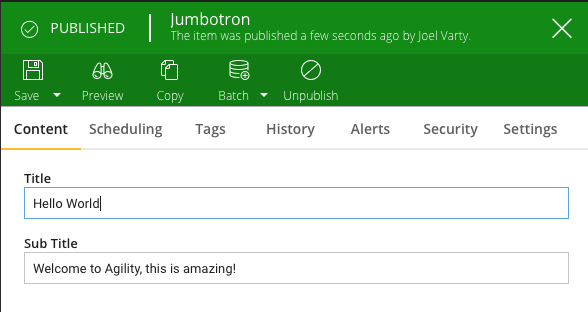 PUBLISHED
Jumbotron
The item was published a few seconds ago by Joel Varty.
Save Preview Copy Batch Unpublish
Content Scheduling Tags History Alerts Security Settings
Title
Hello World
Sub Title
Welcome to Agility, this is amazing!